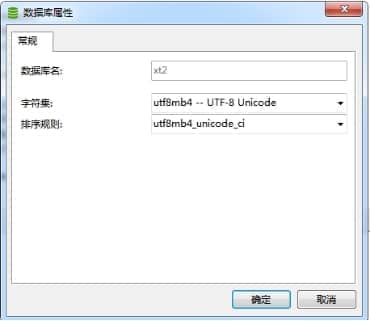 数据库属性
常规
数据库名: xt2
字符集: utf8mb4 -- UTF-8 Unicode
排序规则: utf8mb4_unicode_ci
确定 取消